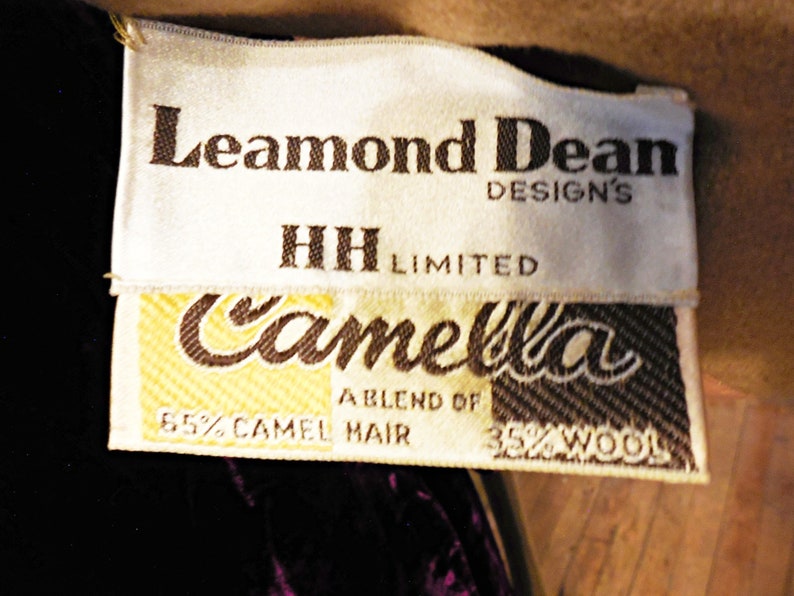 Leamond Dean
DESIGN'S
HH LIMITED
Camella
A BLEND OF
65% CAMEL HAIR 35% WOOL